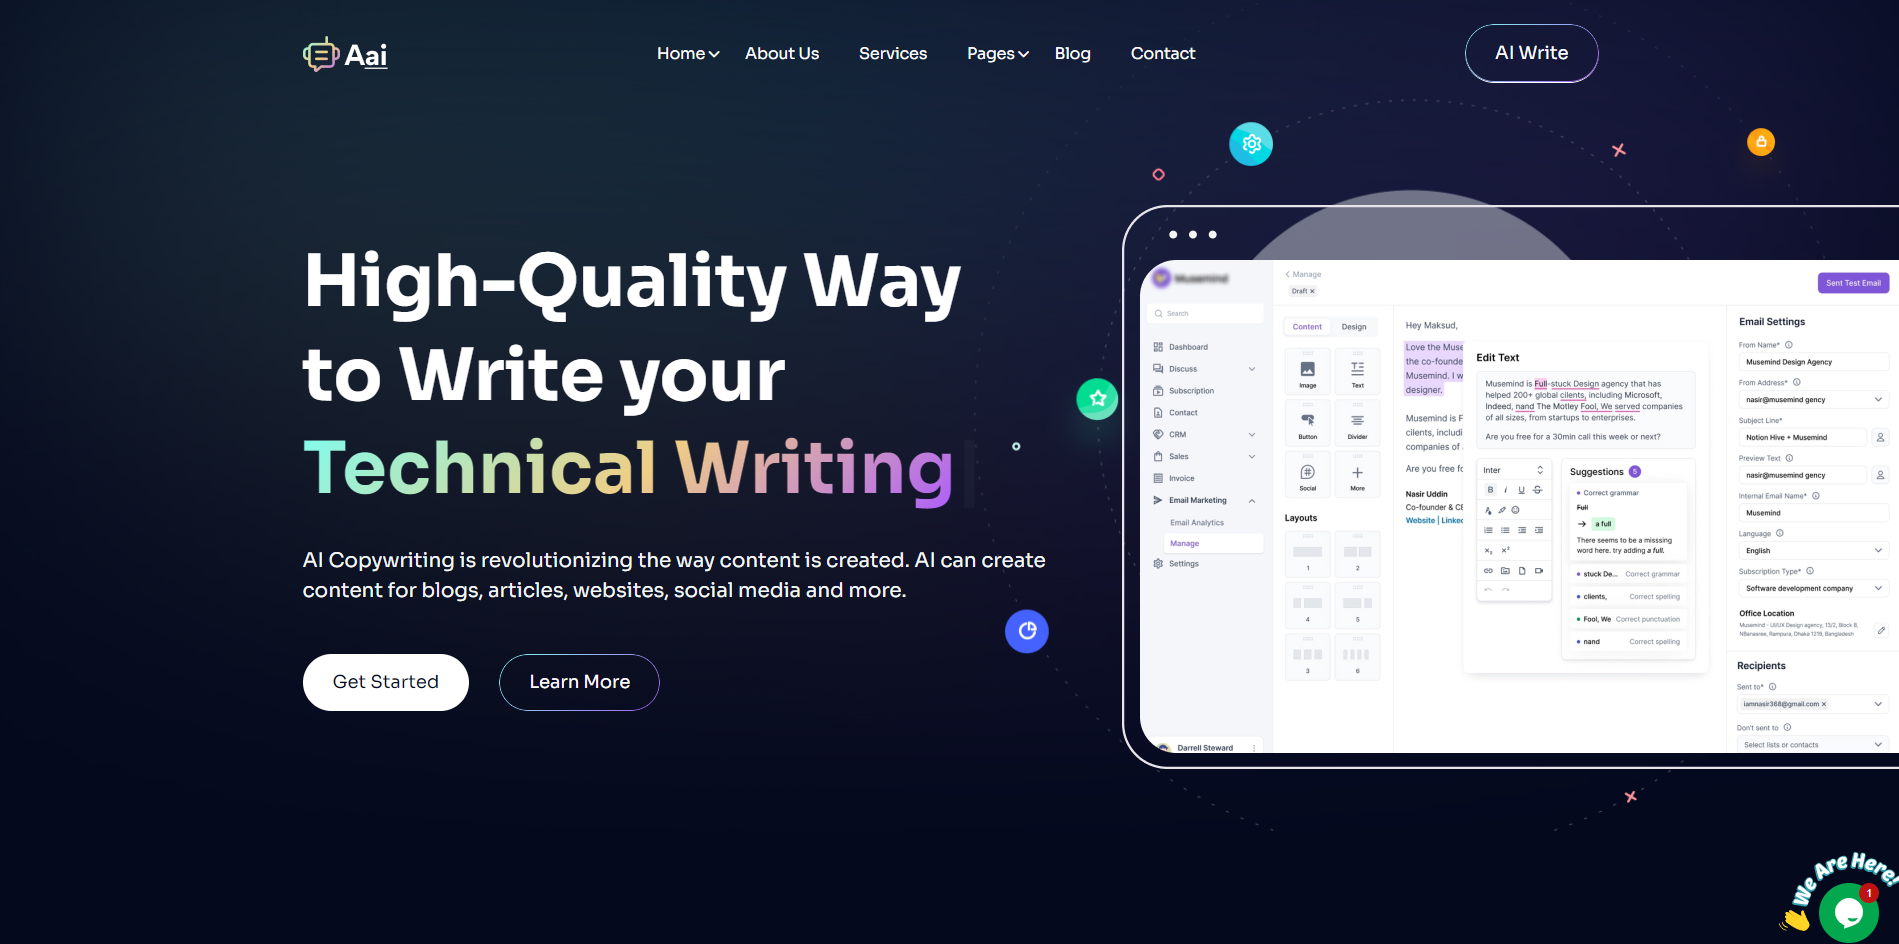 Aai
Home
About Us
Services
Pages
Blog
Contact
AI Write
High-Quality Way
to Write your
Technical Writing
AI Copywriting is revolutionizing the way content is created. AI can create
content for blogs, articles, websites, social media and more.
Get Started
Learn More
Musemind
Search
Dashboard
Discuss
Subscription
Contact
CRM
Sales
Invoice
Email Marketing
Email Analytics
Manage
Settings
Darrell Steward
Manage
Draft
Sent Test Email
Content
Design
Image
Text
Button
Divider
Social
More
Layouts
1
2
4
5
3
6
Hey Maksud,
Love the Muse
the co-founde
Musemind. I w
designer.
Musemind is F
clients, includi
companies of
Are you free fo
Nasir Uddin
Co-founder & CE
Website | Linked
Edit Text
Musemind is Full-stuck Design agency that has
helped 200+ global cilents, including Microsoft,
Indeed, nand The Motley Fool, We served companies
of all sizes, from startups to enterprises.
Are you free for a 30min call this week or next?
Inter
B i U S
Suggestions 5
Correct grammar
Full
→ a full
There seems to be a misssing
word here. try adding a full.
stuck De... Correct grammar
clients, Correct spelling
Fool, We Correct punctuation
nand Correct spelling
Email Settings
From Name*
Musemind Design Agency
From Address*
nasir@musemind gency
Subject Line*
Notion Hive + Musemind
Preview Text
nasir@musemind gency
Internal Email Name*
Musemind
Language
English
Subscription Type*
Software development company
Office Location
Musemind - UI/UX Design agency, 13/2, Block B,
NBanasree, Rampura, Dhaka 1219, Bangladesh
Recipients
Sent to*
iamnasir368@gmail.com
Don't sent to
Select lists or contacts
We Are Here!
1